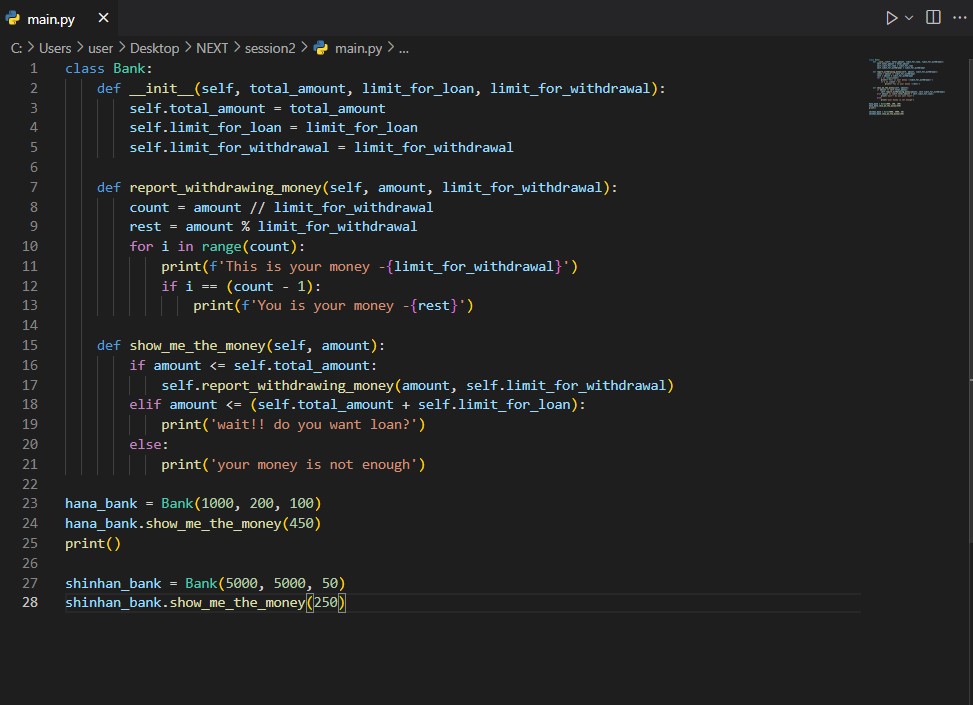 main.py
C: > Users > user > Desktop > NEXT > session2 > main.py > ...
1 class Bank:
2     def __init__(self, total_amount, limit_for_loan, limit_for_withdrawal):
3         self.total_amount = total_amount
4         self.limit_for_loan = limit_for_loan
5         self.limit_for_withdrawal = limit_for_withdrawal
6
7     def report_withdrawing_money(self, amount, limit_for_withdrawal):
8         count = amount // limit_for_withdrawal
9         rest = amount % limit_for_withdrawal
10         for i in range(count):
11             print(f'This is your money -{limit_for_withdrawal}')
12             if i == (count - 1):
13                 print(f'You is your money -{rest}')
14
15     def show_me_the_money(self, amount):
16         if amount <= self.total_amount:
17             self.report_withdrawing_money(amount, self.limit_for_withdrawal)
18         elif amount <= (self.total_amount + self.limit_for_loan):
19             print('wait!! do you want loan?')
20         else:
21             print('your money is not enough')
22
23 hana_bank = Bank(1000, 200, 100)
24 hana_bank.show_me_the_money(450)
25 print()
26
27 shinhan_bank = Bank(5000, 5000, 50)
28 shinhan_bank.show_me_the_money(250)